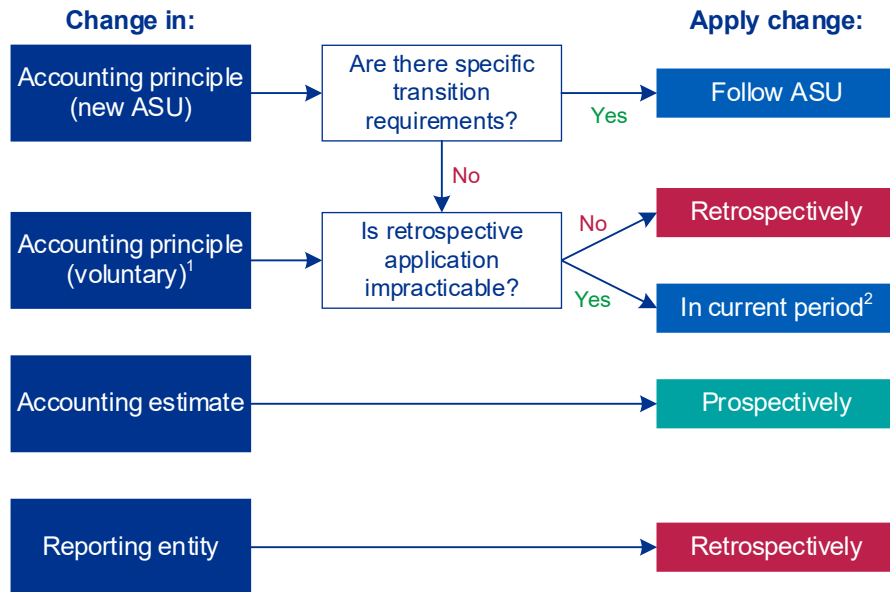 Change in:
Apply change:
Accounting principle
(new ASU)
Are there specific
transition
requirements?
Yes
Follow ASU
No
Accounting principle
(voluntary)1
Is retrospective
application
impracticable?
No
Retrospectively
Yes
In current period2
Accounting estimate
Prospectively
Reporting entity
Retrospectively